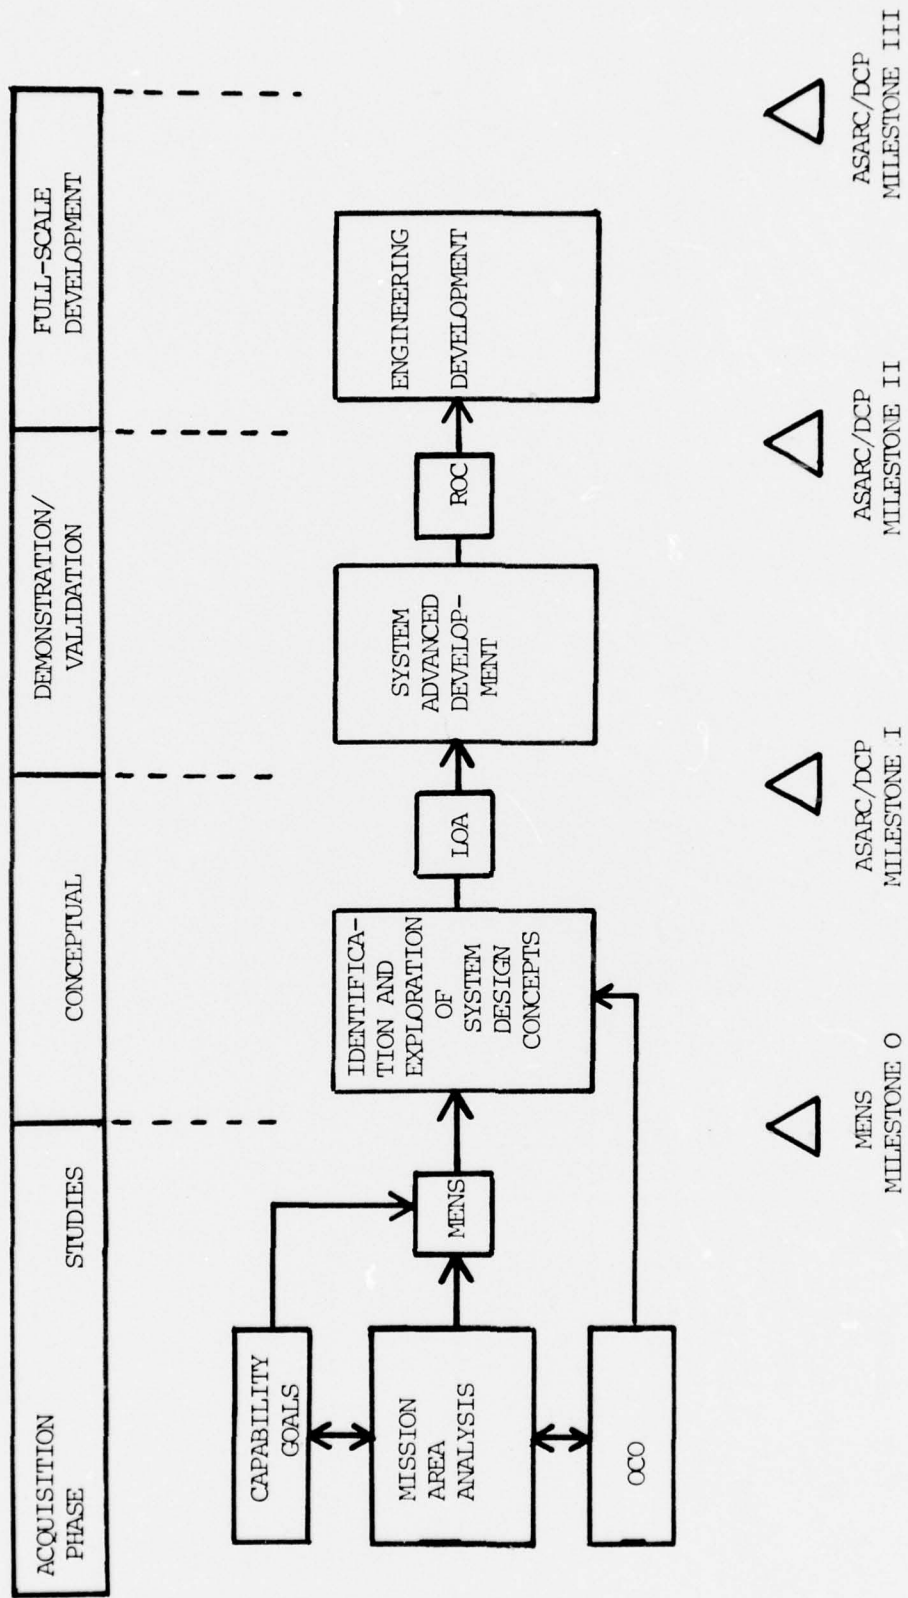 ACQUISITION
PHASE
STUDIES
CONCEPTUAL
DEMONSTRATION/
VALIDATION
FULL-SCALE
DEVELOPMENT
CAPABILITY
GOALS
MISSION
AREA
ANALYSIS
OCO
MENS
IDENTIFICA-
TION AND
EXPLORATION
OF
SYSTEM
DESIGN
CONCEPTS
LOA
SYSTEM
ADVANCED
DEVELOP-
MENT
ROC
ENGINEERING
DEVELOPMENT
MENS
MILESTONE O
ASARC/DCP
MILESTONE I
ASARC/DCP
MILESTONE II
ASARC/DCP
MILESTONE III